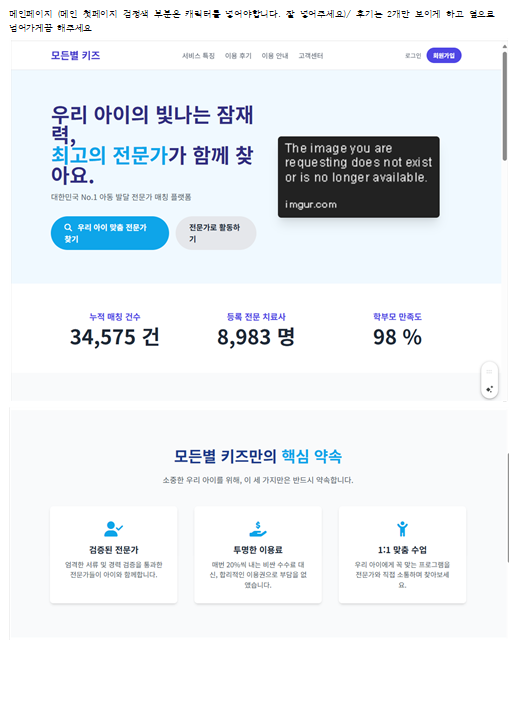 메인페이지 (메인 첫페이지 검정색 부분은 캐릭터를 넣어야합니다. 잘 넣어주세요)/ 후기는 2개만 보이게 하고 옆으로
넘어가게끔 해주세요
모든별 키즈
서비스 특징 이용 후기 이용 안내 고객센터
로그인 회원가입
우리 아이의 빛나는 잠재
력,
최고의 전문가가 함께 찾
아요.
대한민국 No.1 아동 발달 전문가 매칭 플랫폼
우리 아이 맞춤 전문가
찾기
전문가로 활동하
기
The image you are
requesting does not exist
or is no longer available.
imgur.com
누적 매칭 건수
34,575 건
등록 전문 치료사
8,983 명
학부모 만족도
98 %
모든별 키즈만의 핵심 약속
소중한 우리 아이를 위해, 이 세 가지만은 반드시 약속합니다.
검증된 전문가
엄격한 서류 및 경력 검증을 통과한
전문가들이 아이와 함께합니다.
투명한 이용료
매번 20%씩 내는 비싼 수수료 대
신, 합리적인 이용권으로 부담을 없
앴습니다.
1:1 맞춤 수업
우리 아이에게 꼭 맞는 프로그램을
전문가와 직접 소통하며 찾아보세
요.